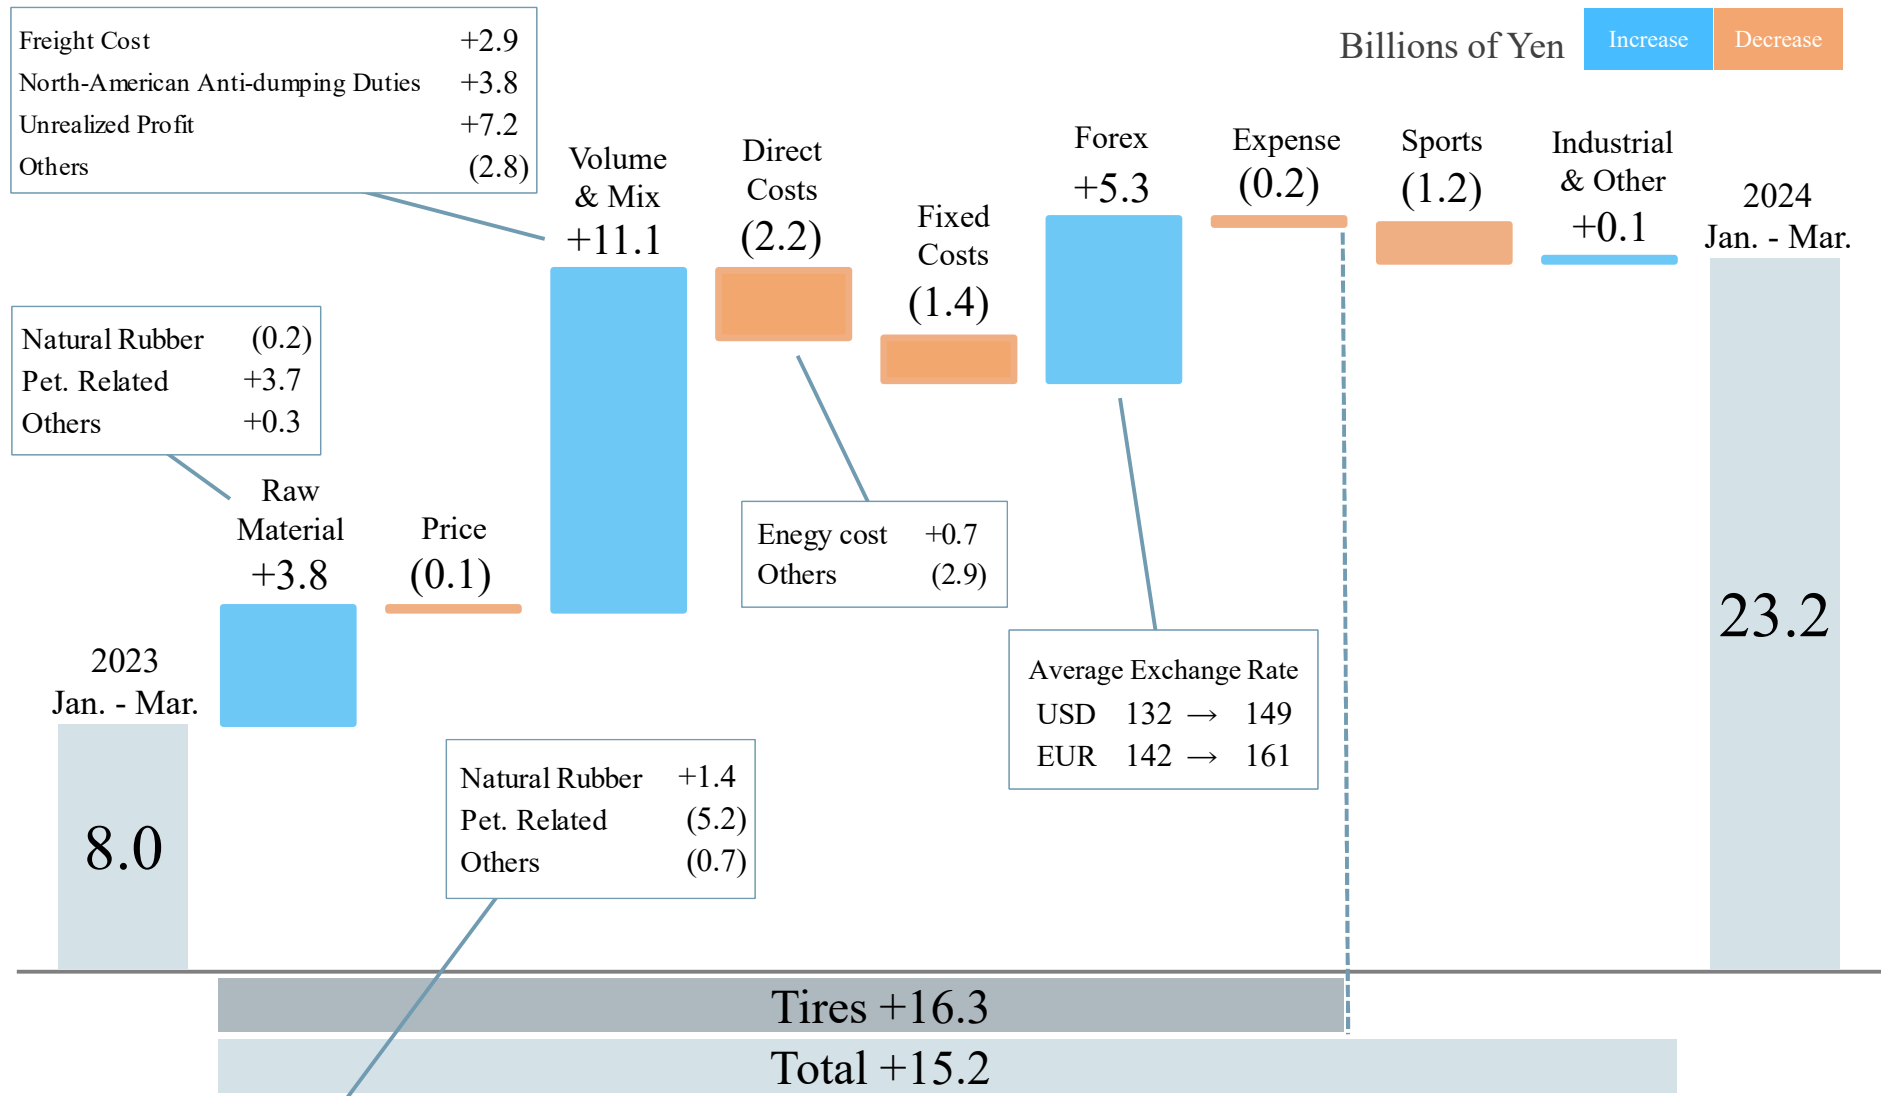 Freight Cost +2.9
North-American Anti-dumping Duties +3.8
Unrealized Profit +7.2
Others (2.8)
Billions of Yen
Increase
Decrease
Volume
& Mix
+11.1
Direct
Costs
(2.2)
Fixed
Costs
(1.4)
Forex
+5.3
Expense
(0.2)
Sports
(1.2)
Industrial
& Other
+0.1
2024
Jan. - Mar.
23.2
Natural Rubber (0.2)
Pet. Related +3.7
Others +0.3
Raw
Material
+3.8
Price
(0.1)
Enegy cost +0.7
Others (2.9)
Average Exchange Rate
USD 132 → 149
EUR 142 → 161
2023
Jan. - Mar.
8.0
Natural Rubber +1.4
Pet. Related (5.2)
Others (0.7)
Tires +16.3
Total +15.2